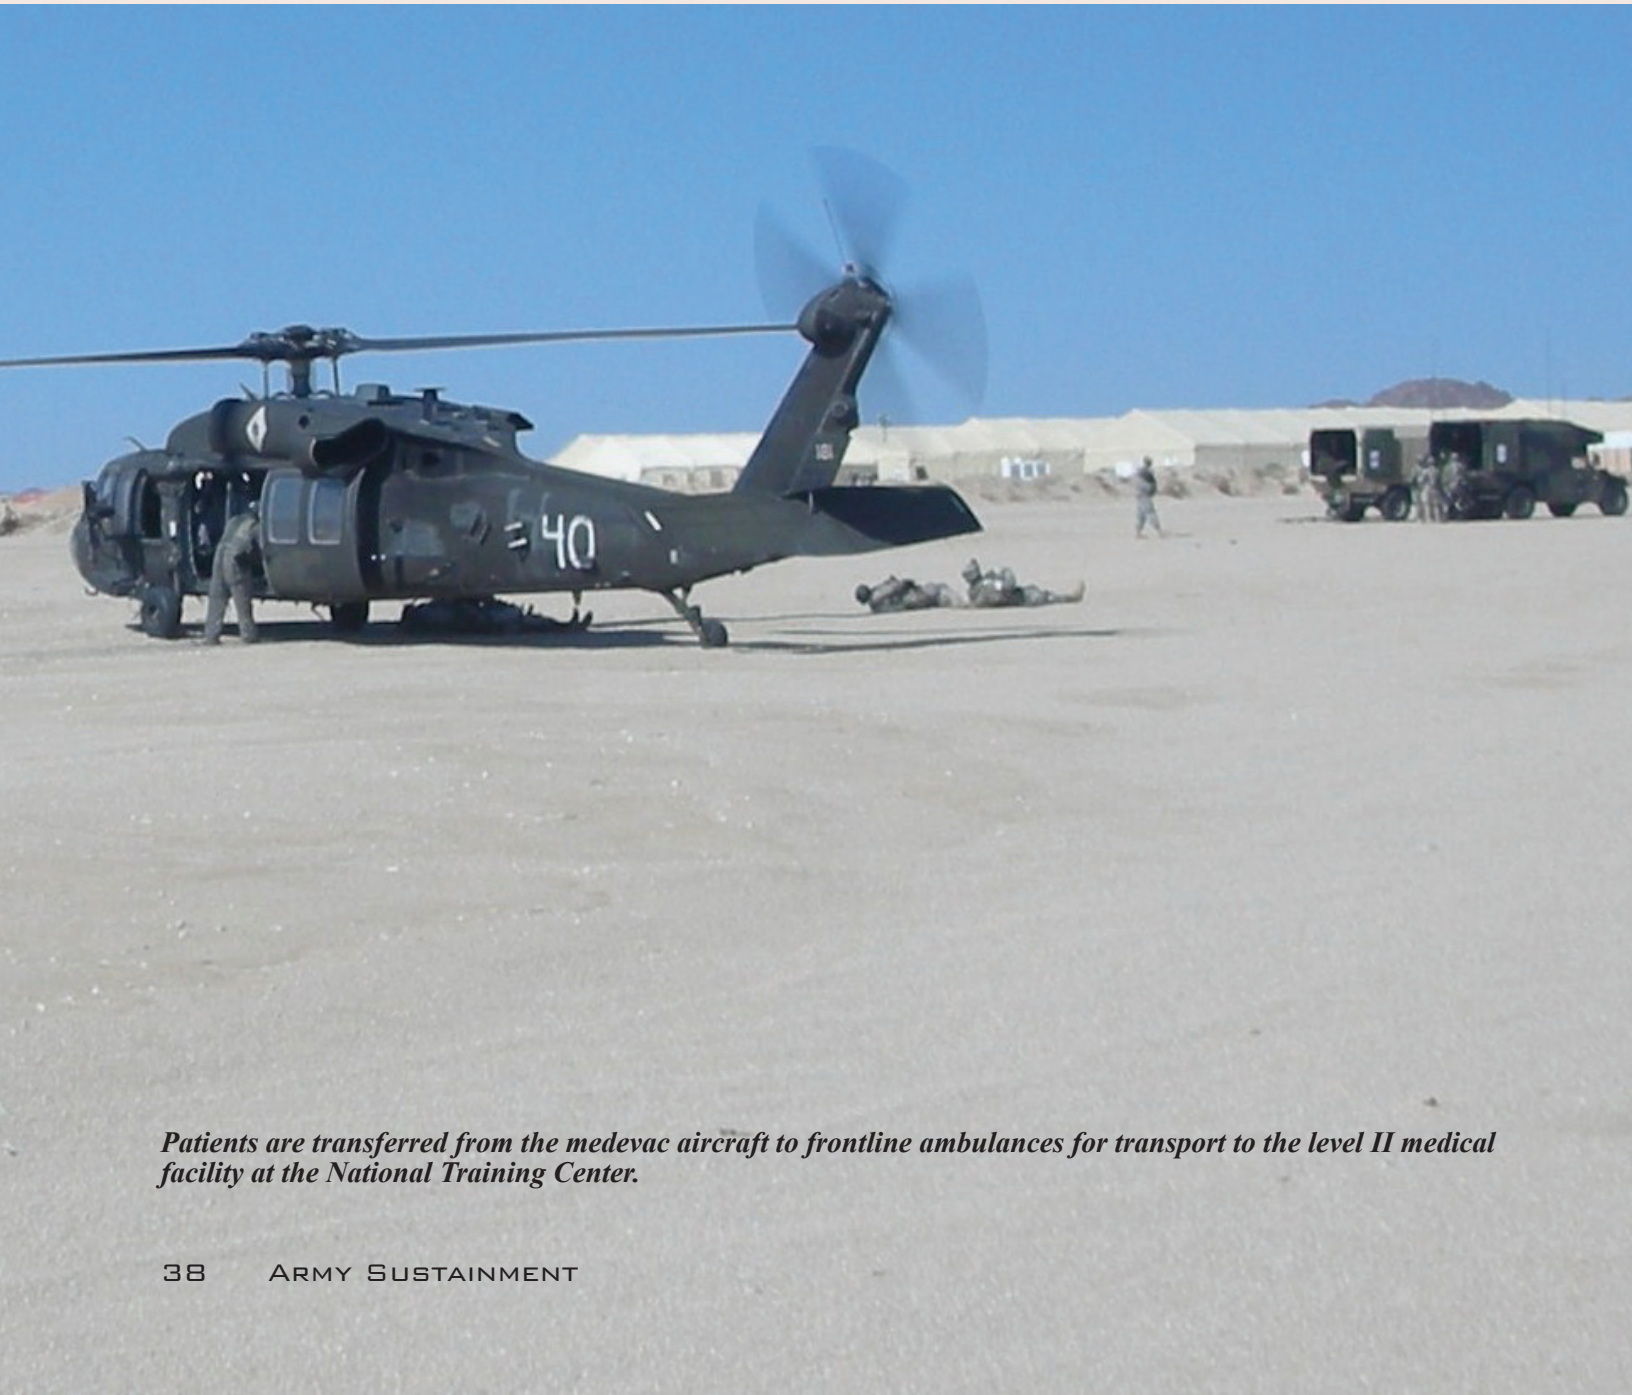 181
40
Patients are transferred from the medevac aircraft to frontline ambulances for transport to the level II medical
facility at the National Training Center.
38 Army Sustainment